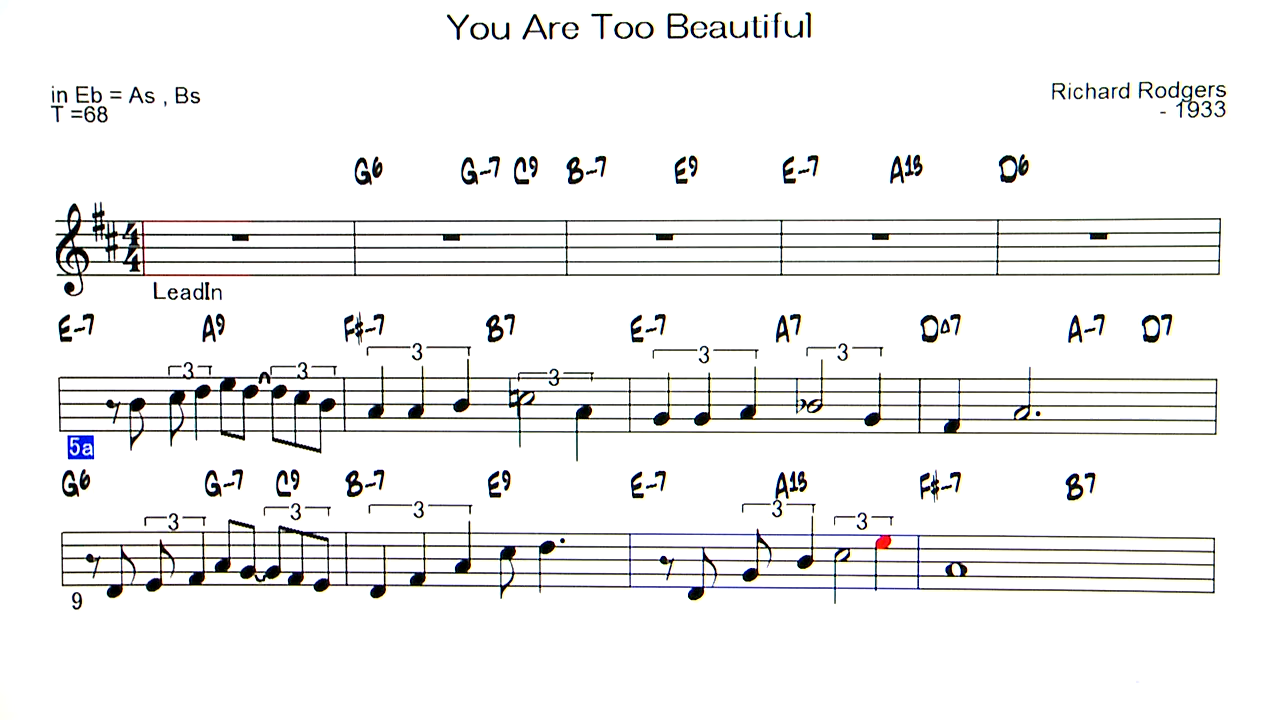 You Are Too Beautiful
in Eb = As , Bs
T =68
Richard Rodgers
- 1933
G6 G-7 C9 B-7 E9 E-7 A13 D6
4
4
LeadIn
E-7 A9 F#-7 B7 E-7 A7 D∆7 A-7 D7
3 3 3 3 3 3
5a
G6 G-7 C9 B-7 E9 E-7 A13 F#-7 B7
3 3 3 3 3
9